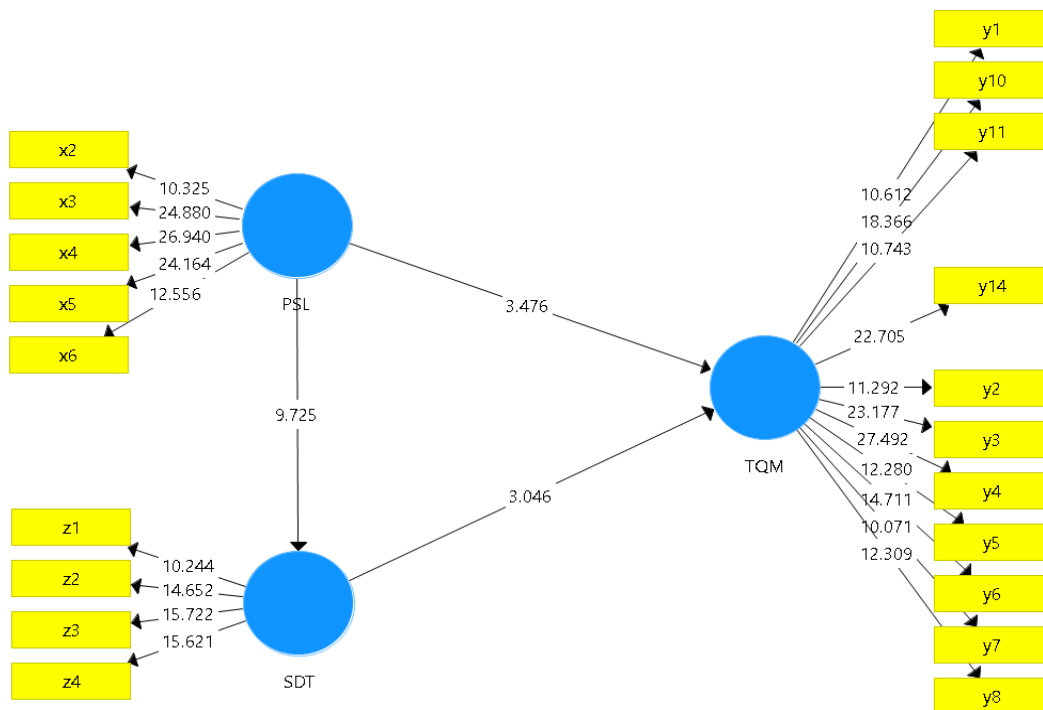 y1
y10
y11
x2
x3
x4
x5
x6
10.325
24.880
26.940
24.164
12.556
PSL
10.612
18.366
10.743
y14
3.476
22.705
9.725
11.292
23.177
27.492
12.280
14.711
10.071
12.309
TQM
y2
y3
y4
y5
y6
y7
y8
3.046
z1
z2
z3
z4
10.244
14.652
15.722
15.621
SDT